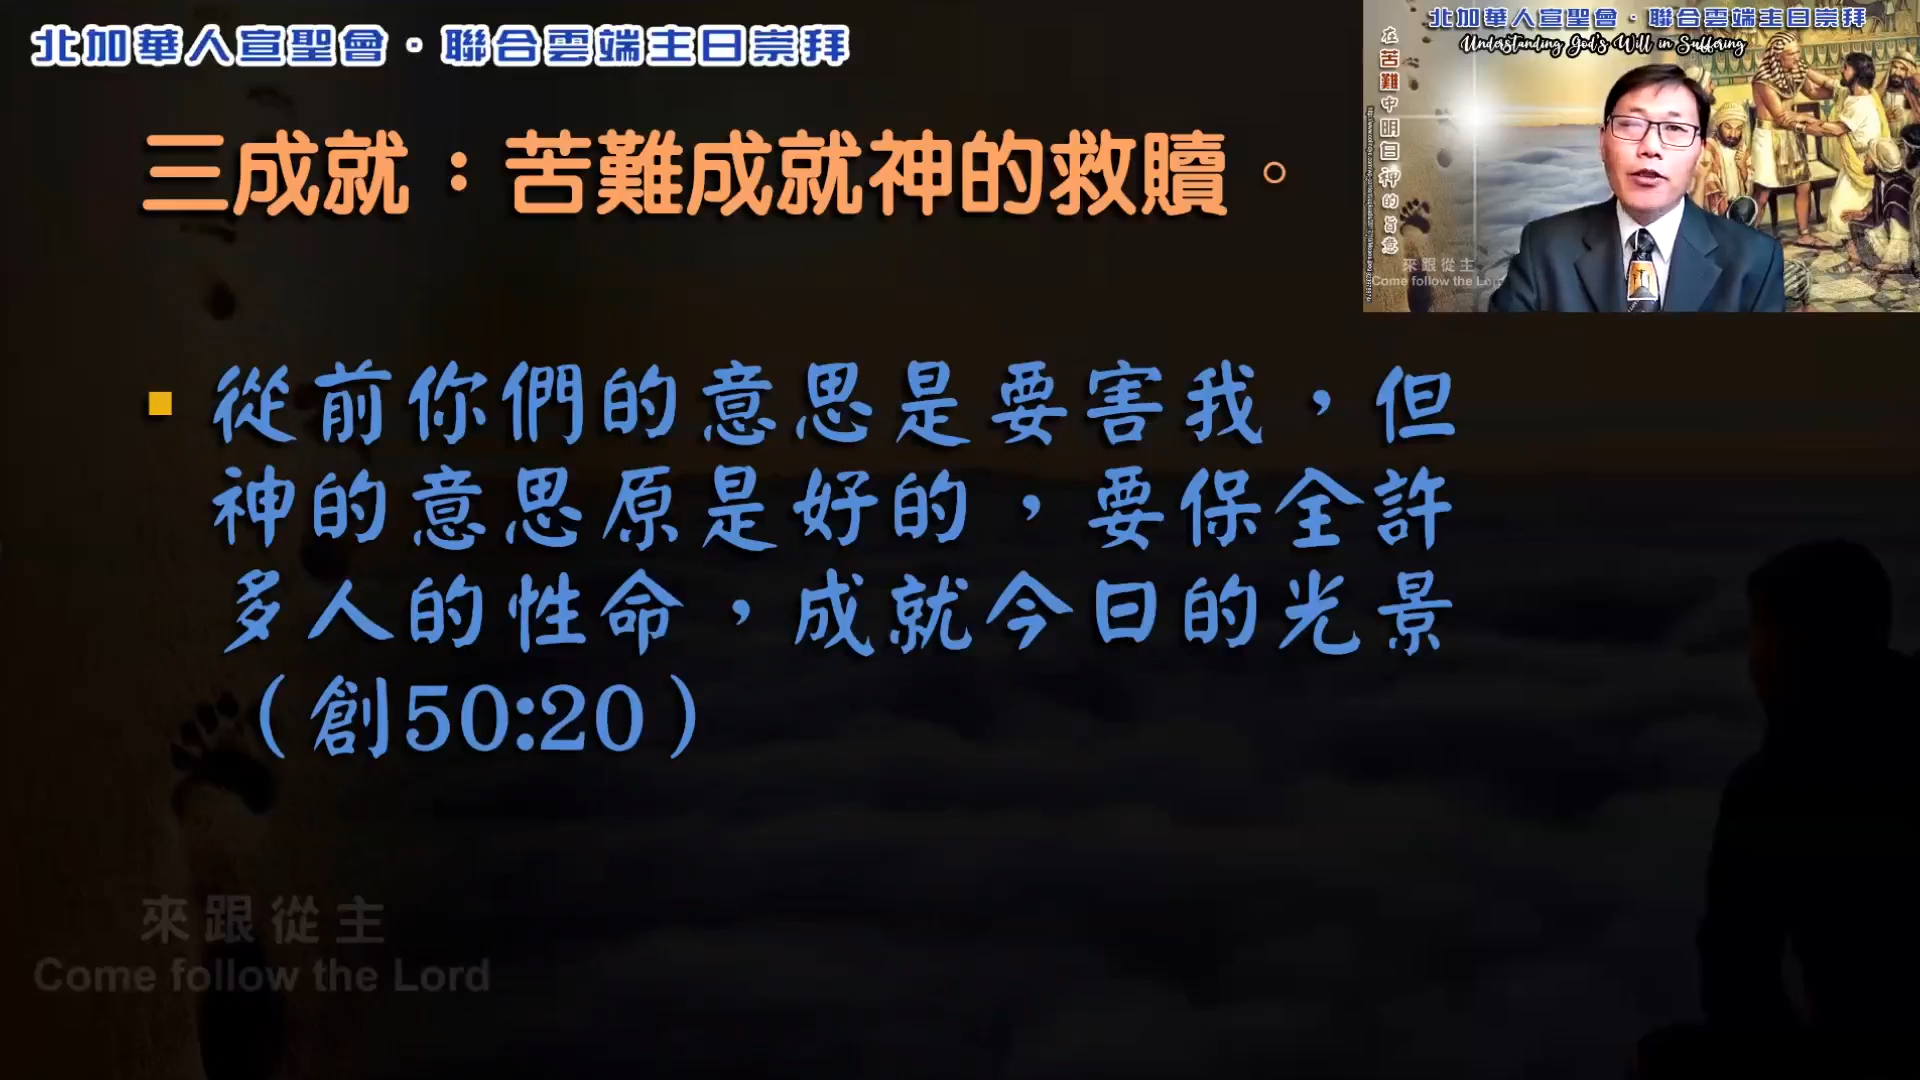 北加華人宣聖會·聯合雲端主日崇拜
三成就：苦難成就神的救贖。
從前你們的意思是要害我，但
神的意思原是好的，要保全許
多人的性命，成就今日的光景
（創50:20）
來跟從主
Come follow the Lord
北加華人宣聖會·聯合雲端主日崇拜
Understanding God's Will in Suffering
在苦難中明白神的旨意
來跟從主
Come follow the Lord